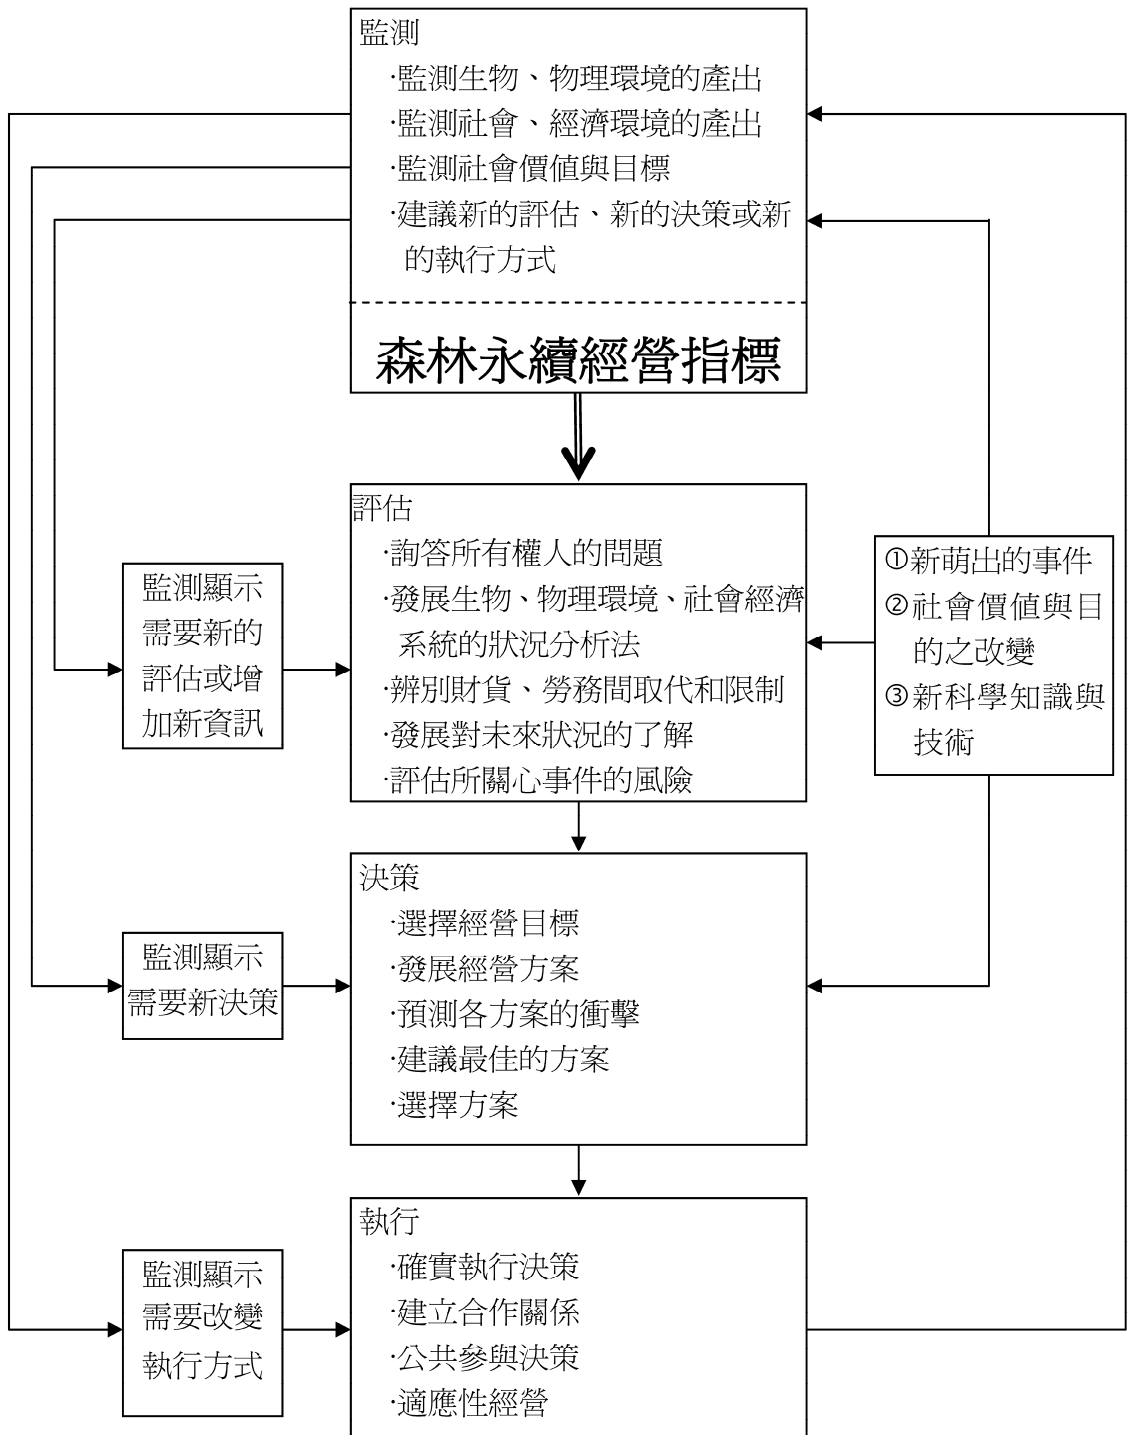 監測
·監測生物、物理環境的產出
·監測社會、經濟環境的產出
·監測社會價值與目標
·建議新的評估、新的決策或新
的執行方式
森林永續經營指標
評估
·詢答所有權人的問題
·發展生物、物理環境、社會經濟
系統的狀況分析法
·辨別財貨、勞務間取代和限制
·發展對未來狀況的了解
·評估所關心事件的風險
監測顯示
需要新的
評估或增
加新資訊
①新萌出的事件
②社會價值與目
的之改變
③新科學知識與
技術
決策
·選擇經營目標
·發展經營方案
·預測各方案的衝擊
·建議最佳的方案
·選擇方案
監測顯示
需要新決策
執行
·確實執行決策
·建立合作關係
·公共參與決策
·適應性經營
監測顯示
需要改變
執行方式